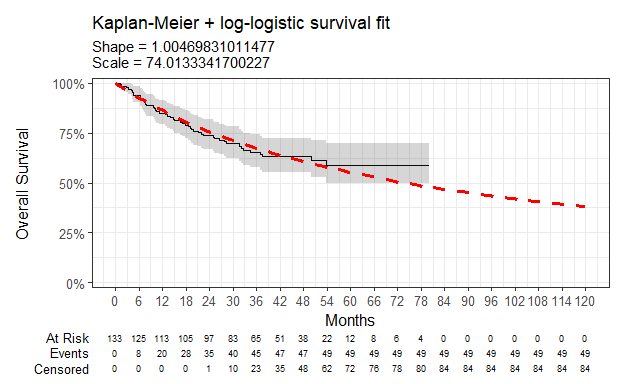 Kaplan-Meier + log-logistic survival fit
Shape = 1.00469831011477
Scale = 74.0133341700227
100%
75%
50%
25%
0%
Overall Survival
0 6 12 18 24 30 36 42 48 54 60 66 72 78 84 90 96 102 108 114 120
Months
At Risk 133 125 113 105 97 83 65 51 38 22 12 8 6 4 0 0 0 0 0 0 0
Events 0 8 20 28 35 40 45 47 47 49 49 49 49 49 49 49 49 49 49 49 49
Censored 0 0 0 0 1 10 23 35 48 62 72 76 78 80 84 84 84 84 84 84 84